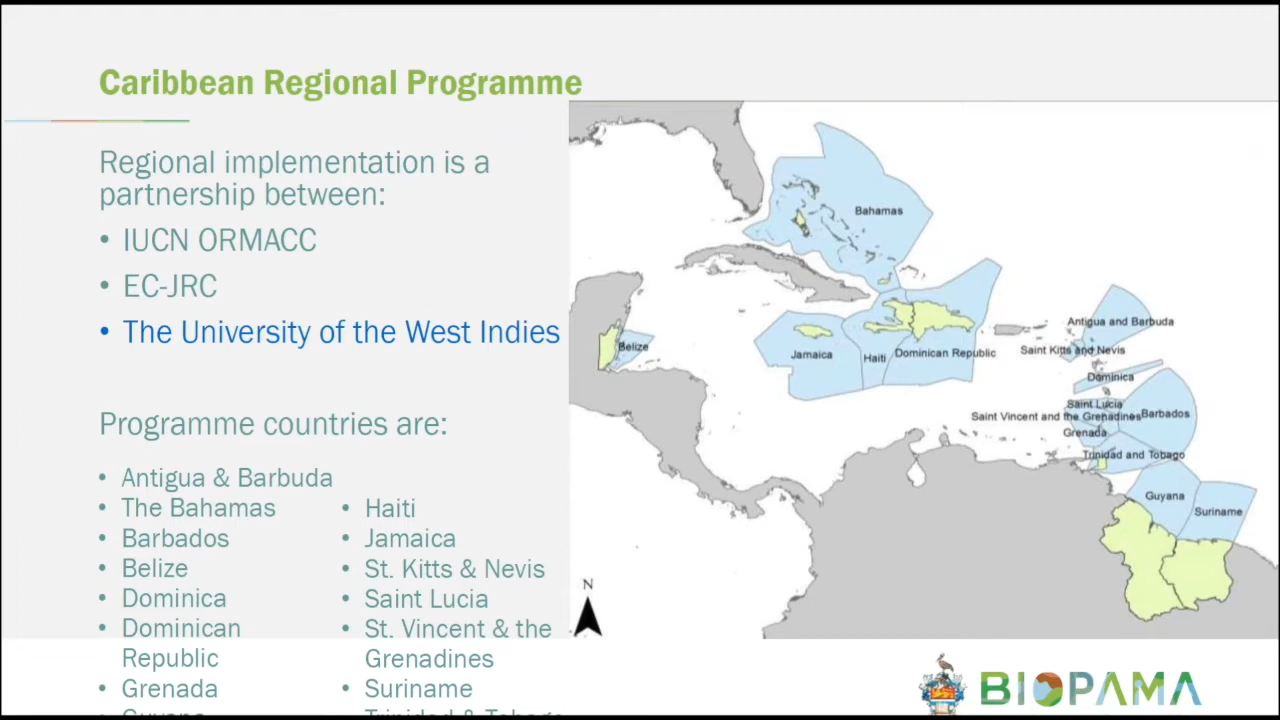 Caribbean Regional Programme
Regional implementation is a
partnership between:
• IUCN ORMACC
• EC-JRC
• The University of the West Indies
Programme countries are:
• Antigua & Barbuda
• The Bahamas
• Barbados
• Belize
• Dominica
• Dominican
Republic
• Grenada
Guyana
• Haiti
• Jamaica
• St. Kitts & Nevis
• Saint Lucia
• St. Vincent & the
Grenadines
• Suriname
Trinidad & Tobago
Bahamas
Belize
Jamaica
Haiti
Dominican Republic
Antigua and Barbuda
Saint Kitts and Nevis
Dominica
Saint Lucia
Saint Vincent and the Grenadines
Barbados
Grenada
Trinidad and Tobago
Guyana
Suriname
N
BIOPAMA